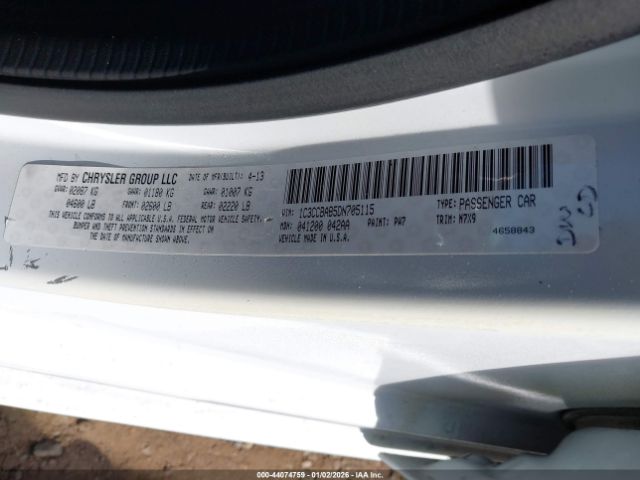 MFD BY CHRYSLER GROUP LLC DATE OF MFR(BUILT): 4-13
GVWR: 02087 KG GAWR: 01180 KG GAWR: 01007 KG
04600 LB FRONT: 02600 LB REAR: 02220 LB
THIS VEHICLE CONFORMS TO ALL APPLICABLE U.S.A. FEDERAL MOTOR VEHICLE SAFETY,
BUMPER AND THEFT PREVENTION STANDARDS IN EFFECT ON THE
DATE OF MANUFACTURE SHOWN ABOVE.
VIN: 1C3CCBAB5DN705115 TYPE: PASSENGER CAR
MDH: 041200 042AA PAINT: PW7 TRIM: M7X9
VEHICLE MADE IN U.S.A. 4658843
000-44074759 01/02/2026 IAA Inc. Copyright